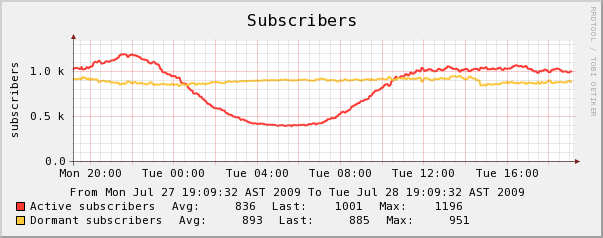 Subscribers
RRDTOOL / TOBI OETIKER
subscribers
1.0 k
0.5 k
0.0
Mon 20:00 Tue 00:00 Tue 04:00 Tue 08:00 Tue 12:00 Tue 16:00
From Mon Jul 27 19:09:32 AST 2009 To Tue Jul 28 19:09:32 AST 2009
Active subscribers Avg: 836 Last: 1001 Max: 1196
Dormant subscribers Avg: 893 Last: 885 Max: 951